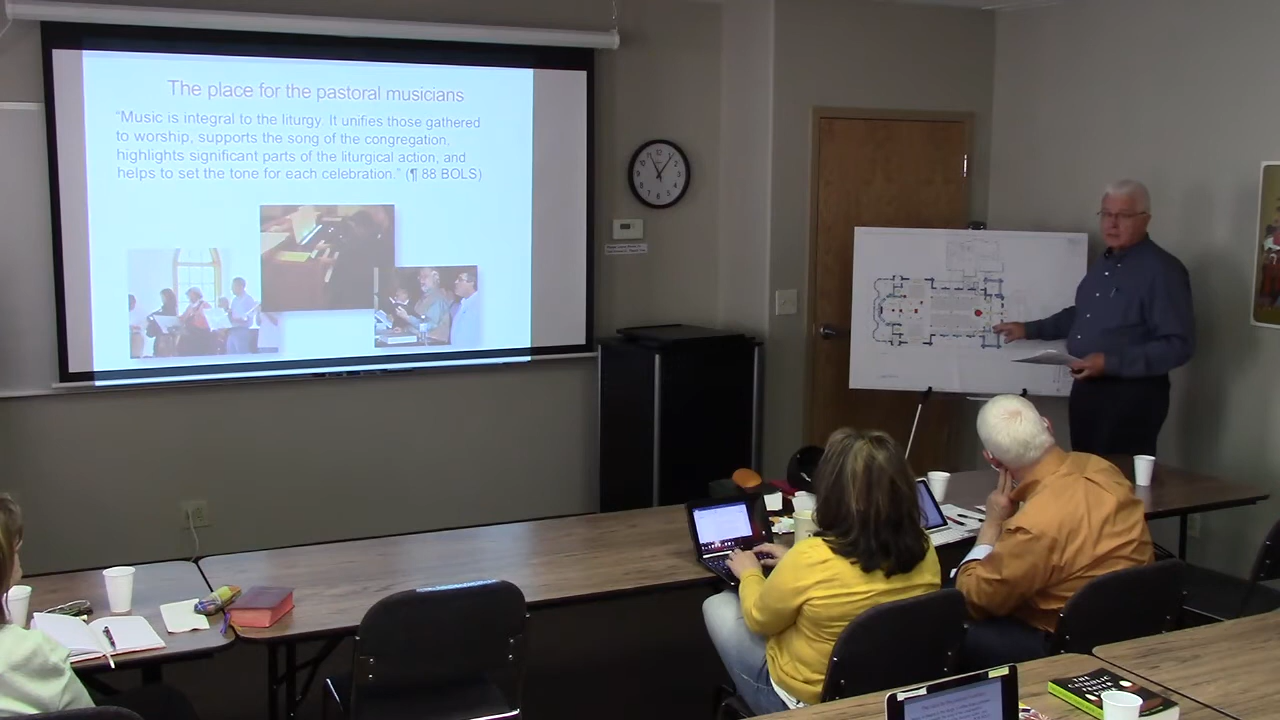 The place for the pastoral musicians
“Music is integral to the liturgy. It unifies those gathered
to worship, supports the song of the congregation,
highlights significant parts of the liturgical action, and
helps to set the tone for each celebration.” (¶ 88 BOLS)
THE CATHOLIC